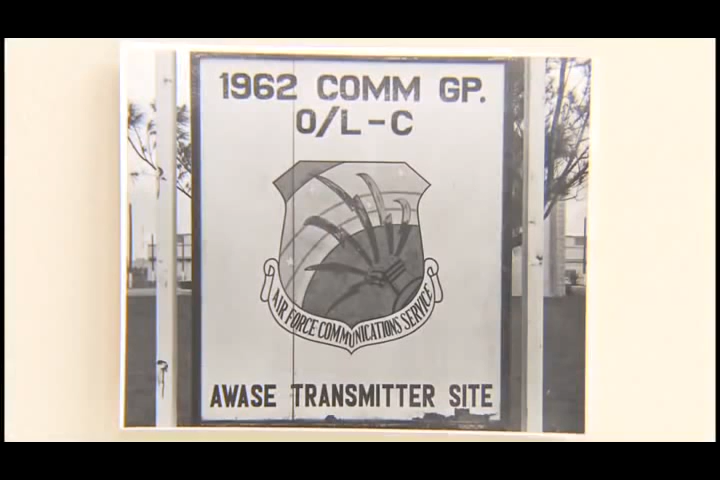 1962 COMM GP.
O/L-C
AIR FORCE COMMUNICATIONS SERVICE
AWASE TRANSMITTER SITE